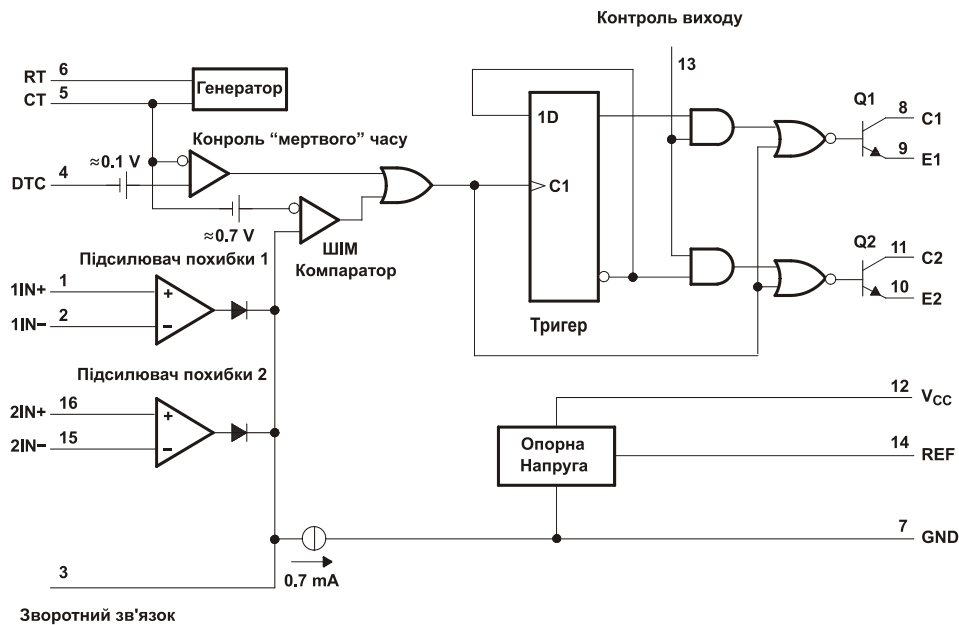 Контроль виходу
13
RT 6
CT 5
Генератор
Конроль “мертвого” часу
≈0.1 V
DTC 4
≈0.7 V
ШІМ
Компаратор
1D
C1
Тригер
Q1
8 C1
9 E1
Q2
11 C2
10 E2
Підсилювач похибки 1
1IN+ 1
1IN− 2
+
−
Підсилювач похибки 2
2IN+ 16
2IN− 15
+
−
12 VCC
Опорна
Напруга
14 REF
7 GND
0.7 mA
3
Зворотний зв'язок